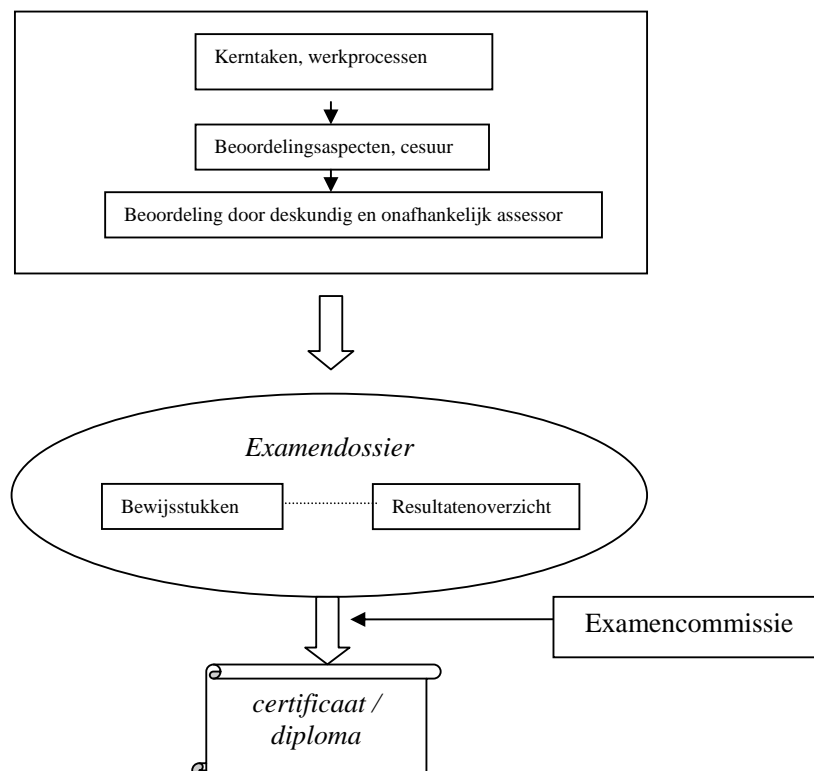 Kerntaken, werkprocessen
Beoordelingsaspecten, cesuur
Beoordeling door deskundig en onafhankelijk assessor
Examendossier
Bewijsstukken
Resultatenoverzicht
Examencommissie
certificaat /
diploma